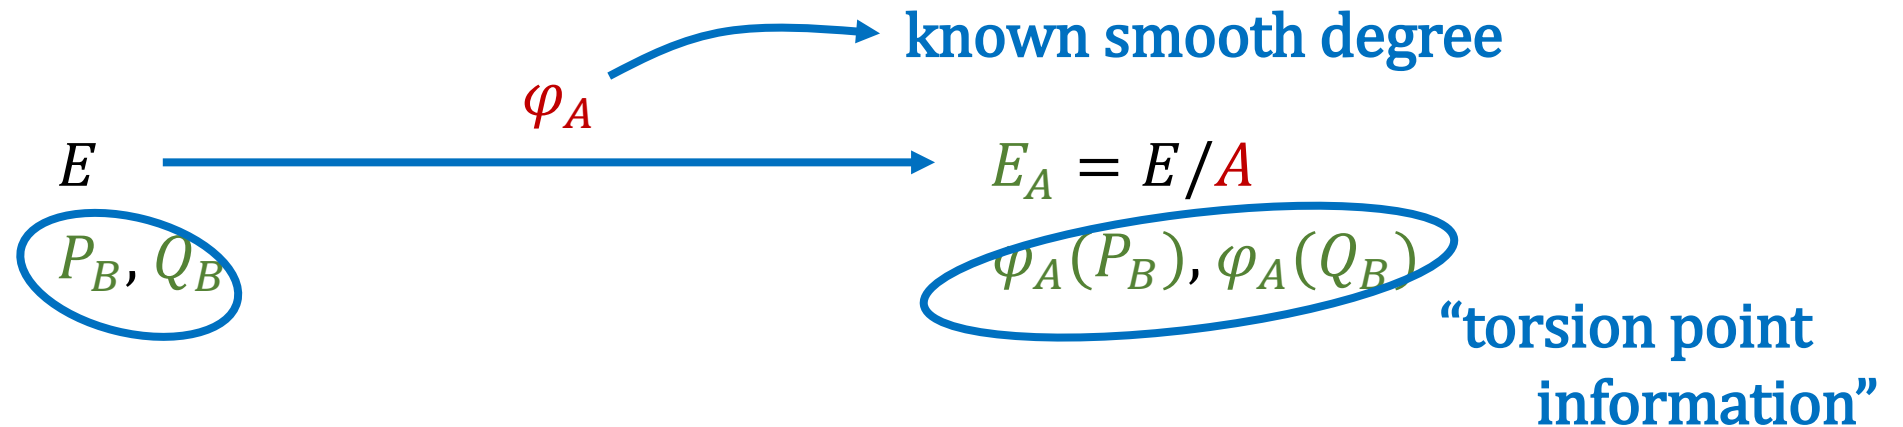 known smooth degree
φ_A
E
E_A = E/A
P_B, Q_B
φ_A(P_B), φ_A(Q_B)
“torsion point
information”